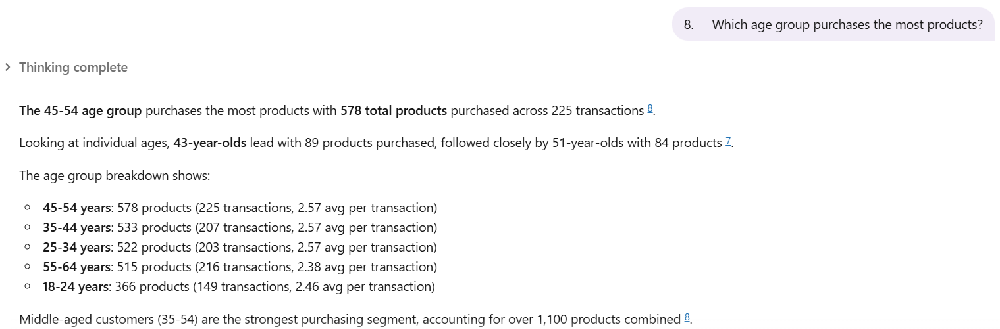 8. Which age group purchases the most products?
Thinking complete
The 45-54 age group purchases the most products with 578 total products purchased across 225 transactions 8.
Looking at individual ages, 43-year-olds lead with 89 products purchased, followed closely by 51-year-olds with 84 products 7.
The age group breakdown shows:
45-54 years: 578 products (225 transactions, 2.57 avg per transaction)
35-44 years: 533 products (207 transactions, 2.57 avg per transaction)
25-34 years: 522 products (203 transactions, 2.57 avg per transaction)
55-64 years: 515 products (216 transactions, 2.38 avg per transaction)
18-24 years: 366 products (149 transactions, 2.46 avg per transaction)
Middle-aged customers (35-54) are the strongest purchasing segment, accounting for over 1,100 products combined 8.